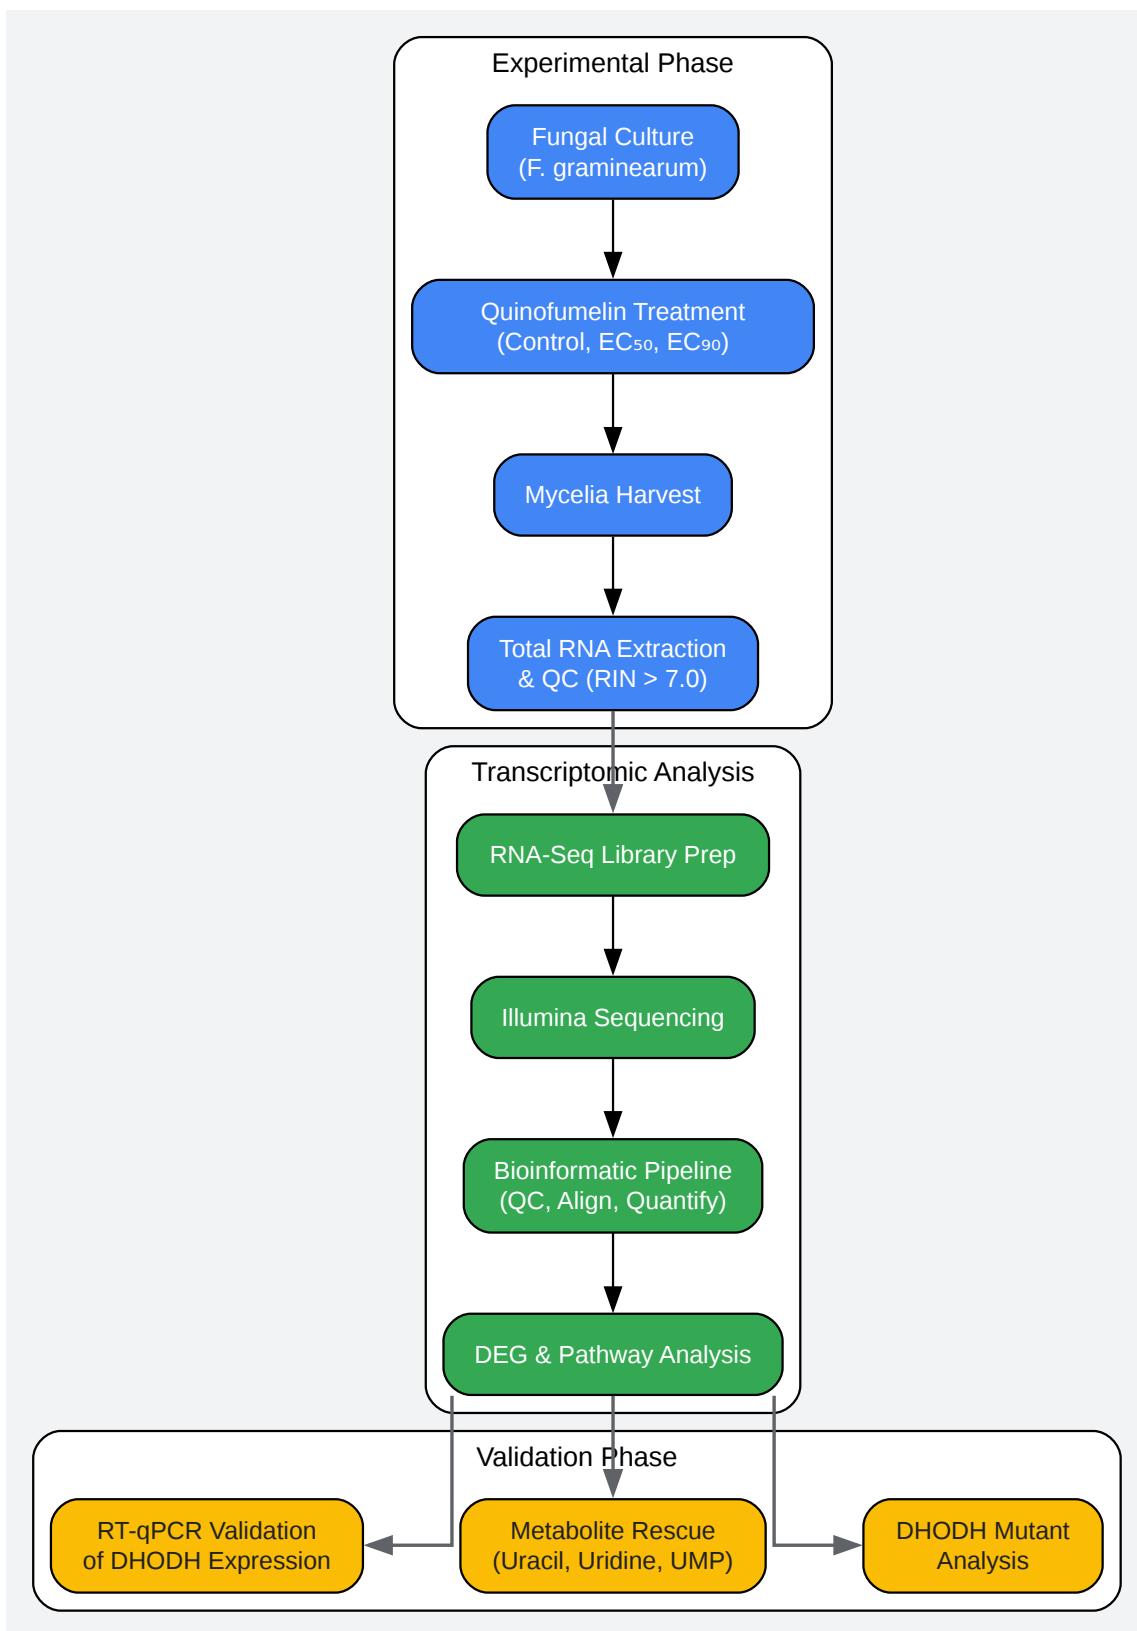 Experimental Phase
Fungal Culture
(F. graminearum)
Quinofumelin Treatment
(Control, EC₅₀, EC₉₀)
Mycelia Harvest
Total RNA Extraction
& QC (RIN > 7.0)
Transcriptomic Analysis
RNA-Seq Library Prep
Illumina Sequencing
Bioinformatic Pipeline
(QC, Align, Quantify)
DEG & Pathway Analysis
Validation Phase
RT-qPCR Validation
of DHODH Expression
Metabolite Rescue
(Uracil, Uridine, UMP)
DHODH Mutant
Analysis